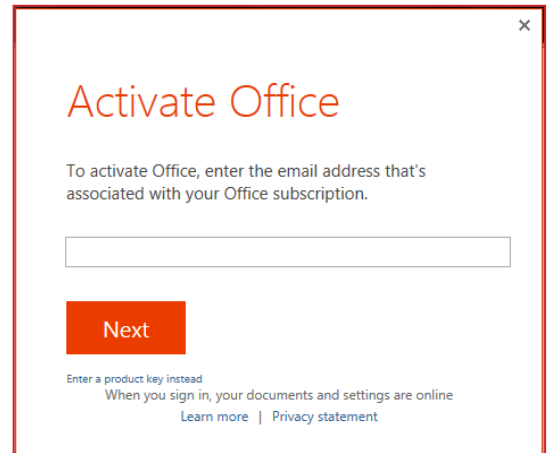 Activate Office
To activate Office, enter the email address that's
associated with your Office subscription.
Next
Enter a product key instead
When you sign in, your documents and settings are online
Learn more | Privacy statement